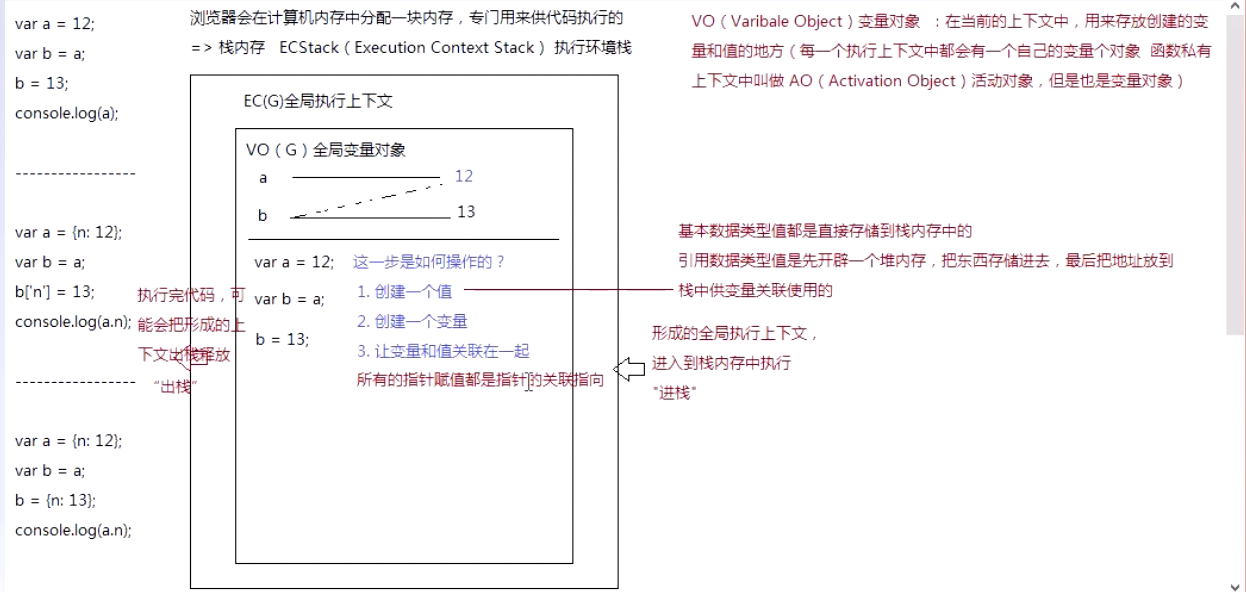 var a = 12;
var b = a;
b = 13;
console.log(a);
-----------------
var a = {n: 12};
var b = a;
b['n'] = 13;
console.log(a.n);
-----------------
var a = {n: 12};
var b = a;
b = {n: 13};
console.log(a.n);
浏览器会在计算机内存中分配一块内存，专门用来供代码执行的
=> 栈内存 ECStack（Execution Context Stack）执行环境栈
EC(G)全局执行上下文
VO（G）全局变量对象
a 12
b 13
var a = 12; 这一步是如何操作的？
var b = a;
b = 13;
1. 创建一个值
2. 创建一个变量
3. 让变量和值关联在一起
所有的指针赋值都是指针的关联指向
执行完代码，可
能会把形成的上
下文出栈释放
“出栈”
VO（Varibale Object）变量对象 ：在当前的上下文中，用来存放创建的变
量和值的地方（每一个执行上下文中都会有一个自己的变量个对象 函数私有
上下文中叫做 AO（Activation Object）活动对象，但是也是变量对象）
基本数据类型值都是直接存储到栈内存中的
引用数据类型值是先开辟一个堆内存，把东西存储进去，最后把地址放到
栈中供变量关联使用的
形成的全局执行上下文，
进入到栈内存中执行
"进栈"